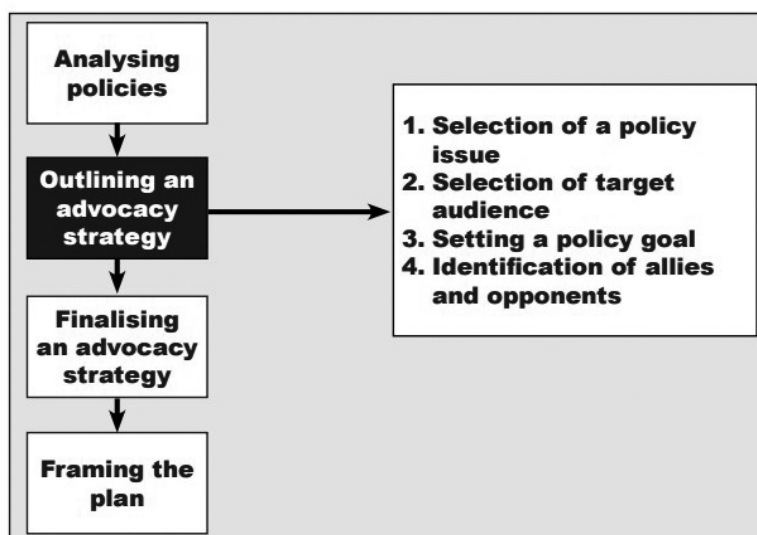 Analysing
policies
Outlining an
advocacy
strategy
Finalising
an advocacy
strategy
Framing the
plan
1. Selection of a policy
issue
2. Selection of target
audience
3. Setting a policy goal
4. Identification of allies
and opponents